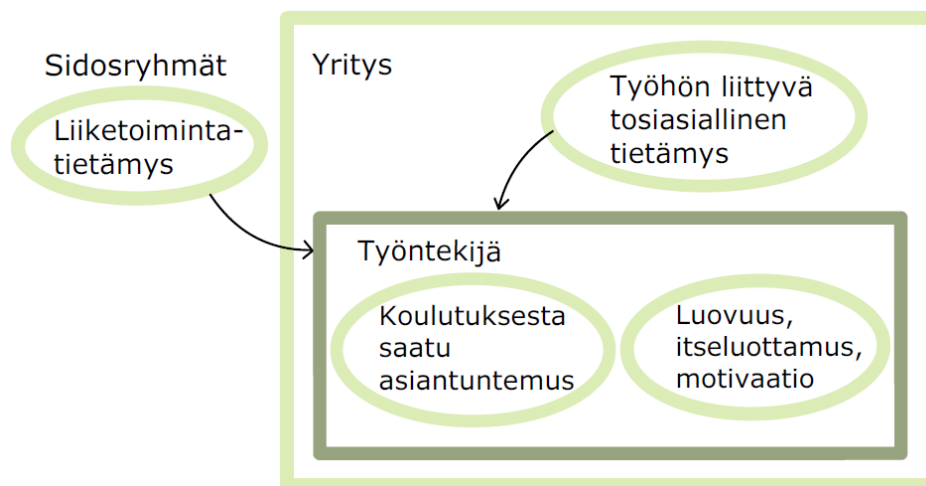 Sidosryhmät
Liiketoiminta-
tietämys
Yritys
Työhön liittyvä
tosiasiallinen
tietämys
Työntekijä
Koulutuksesta
saatu
asiantuntemus
Luovuus,
itseluottamus,
motivaatio